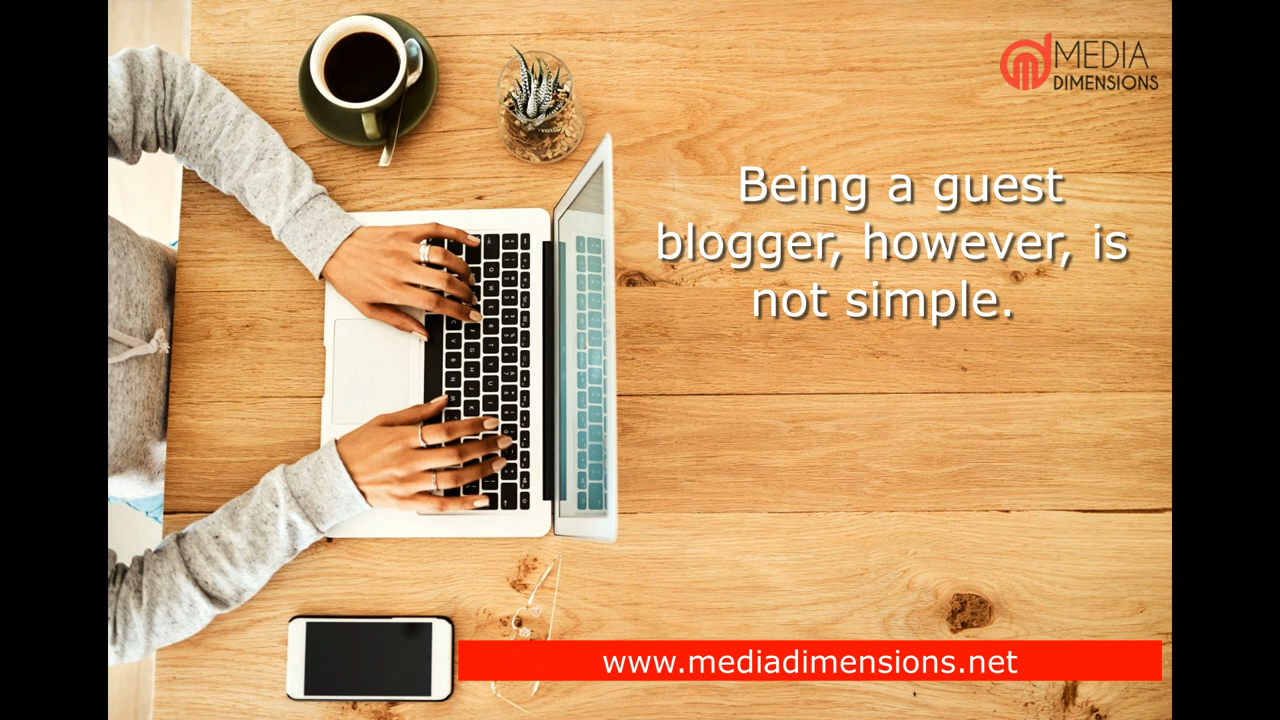 MEDIA
DIMENSIONS
Being a guest
blogger, however, is
not simple.
www.mediadimensions.net